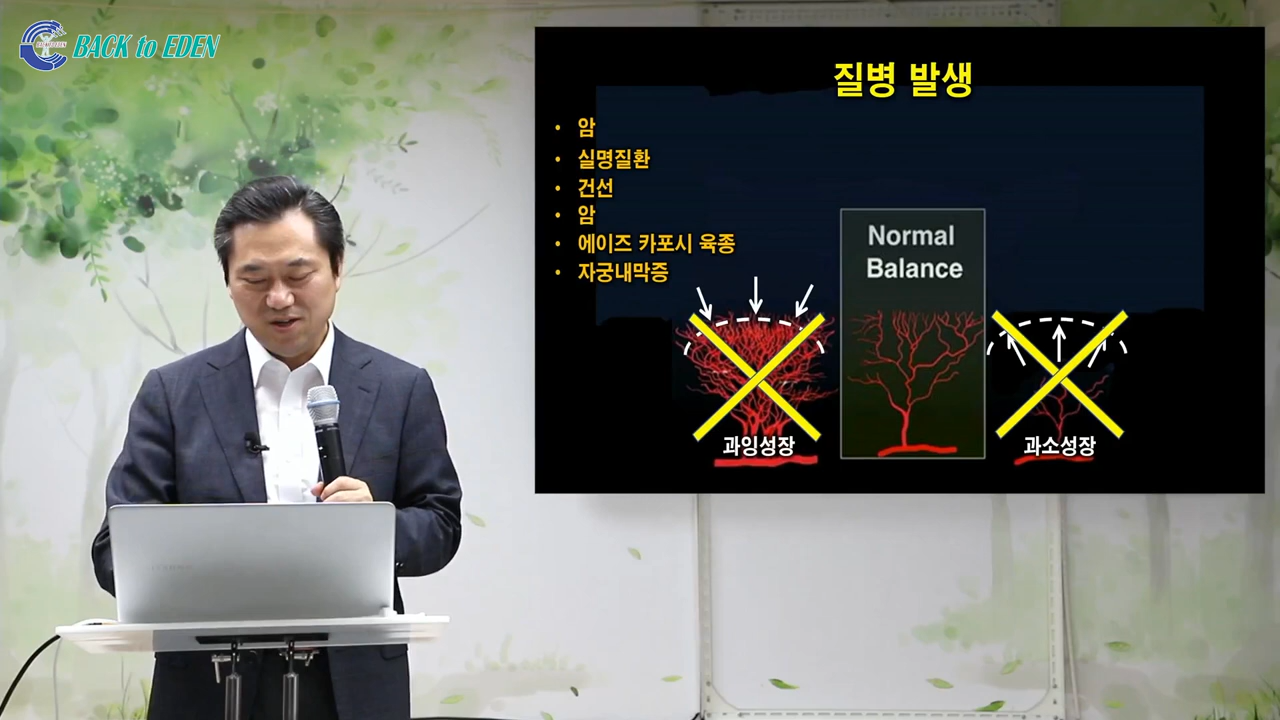 BACK to EDEN
질병 발생
• 암
• 실명질환
• 건선
• 암
• 에이즈 카포시 육종
• 자궁내막증
Normal
Balance
과잉성장
과소성장